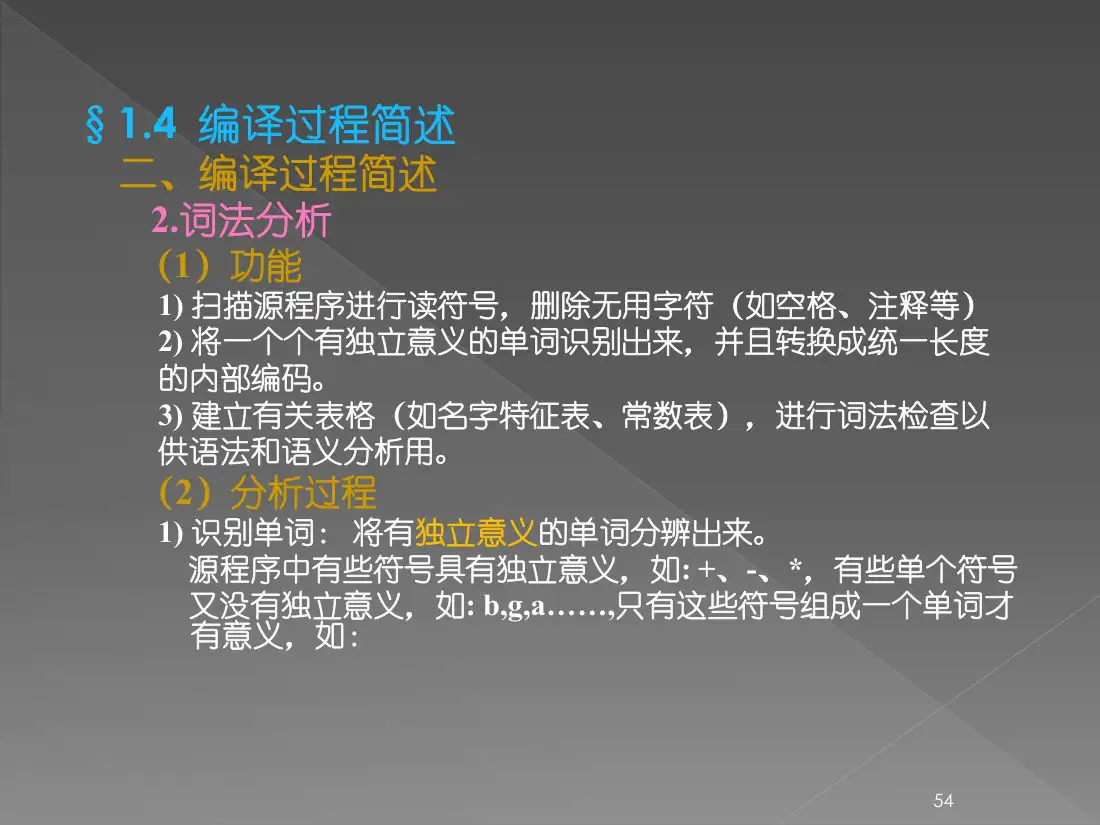 §1.4 编译过程简述
二、编译过程简述
2.词法分析
（1）功能
1) 扫描源程序进行读符号，删除无用字符（如空格、注释等）
2) 将一个个有独立意义的单词识别出来，并且转换成统一长度
的内部编码。
3) 建立有关表格（如名字特征表、常数表），进行词法检查以
供语法和语义分析用。
（2）分析过程
1) 识别单词： 将有独立意义的单词分辨出来。
源程序中有些符号具有独立意义，如: +、-、*，有些单个符号
又没有独立意义，如: b,g,a……,只有这些符号组成一个单词才
有意义，如：
54